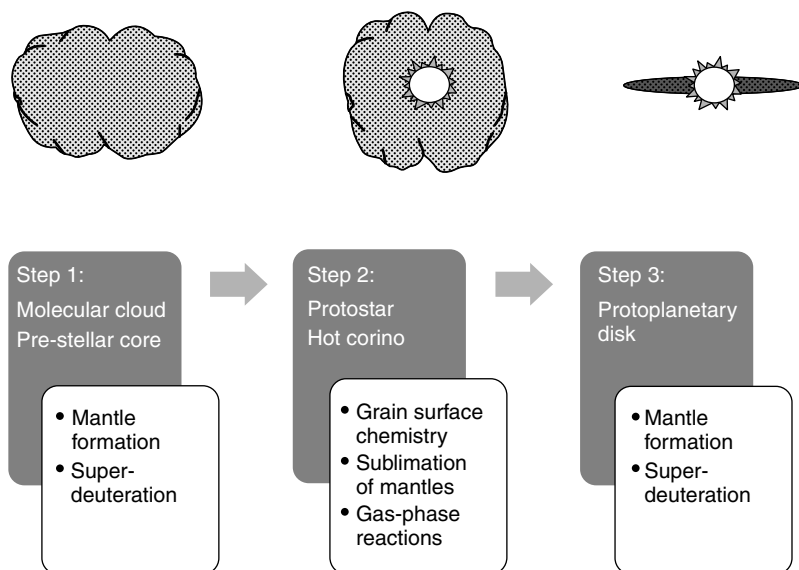 Step 1:
Molecular cloud
Pre-stellar core
• Mantle
formation
• Super-
deuteration
Step 2:
Protostar
Hot corino
• Grain surface
chemistry
• Sublimation
of mantles
• Gas-phase
reactions
Step 3:
Protoplanetary
disk
• Mantle
formation
• Super-
deuteration